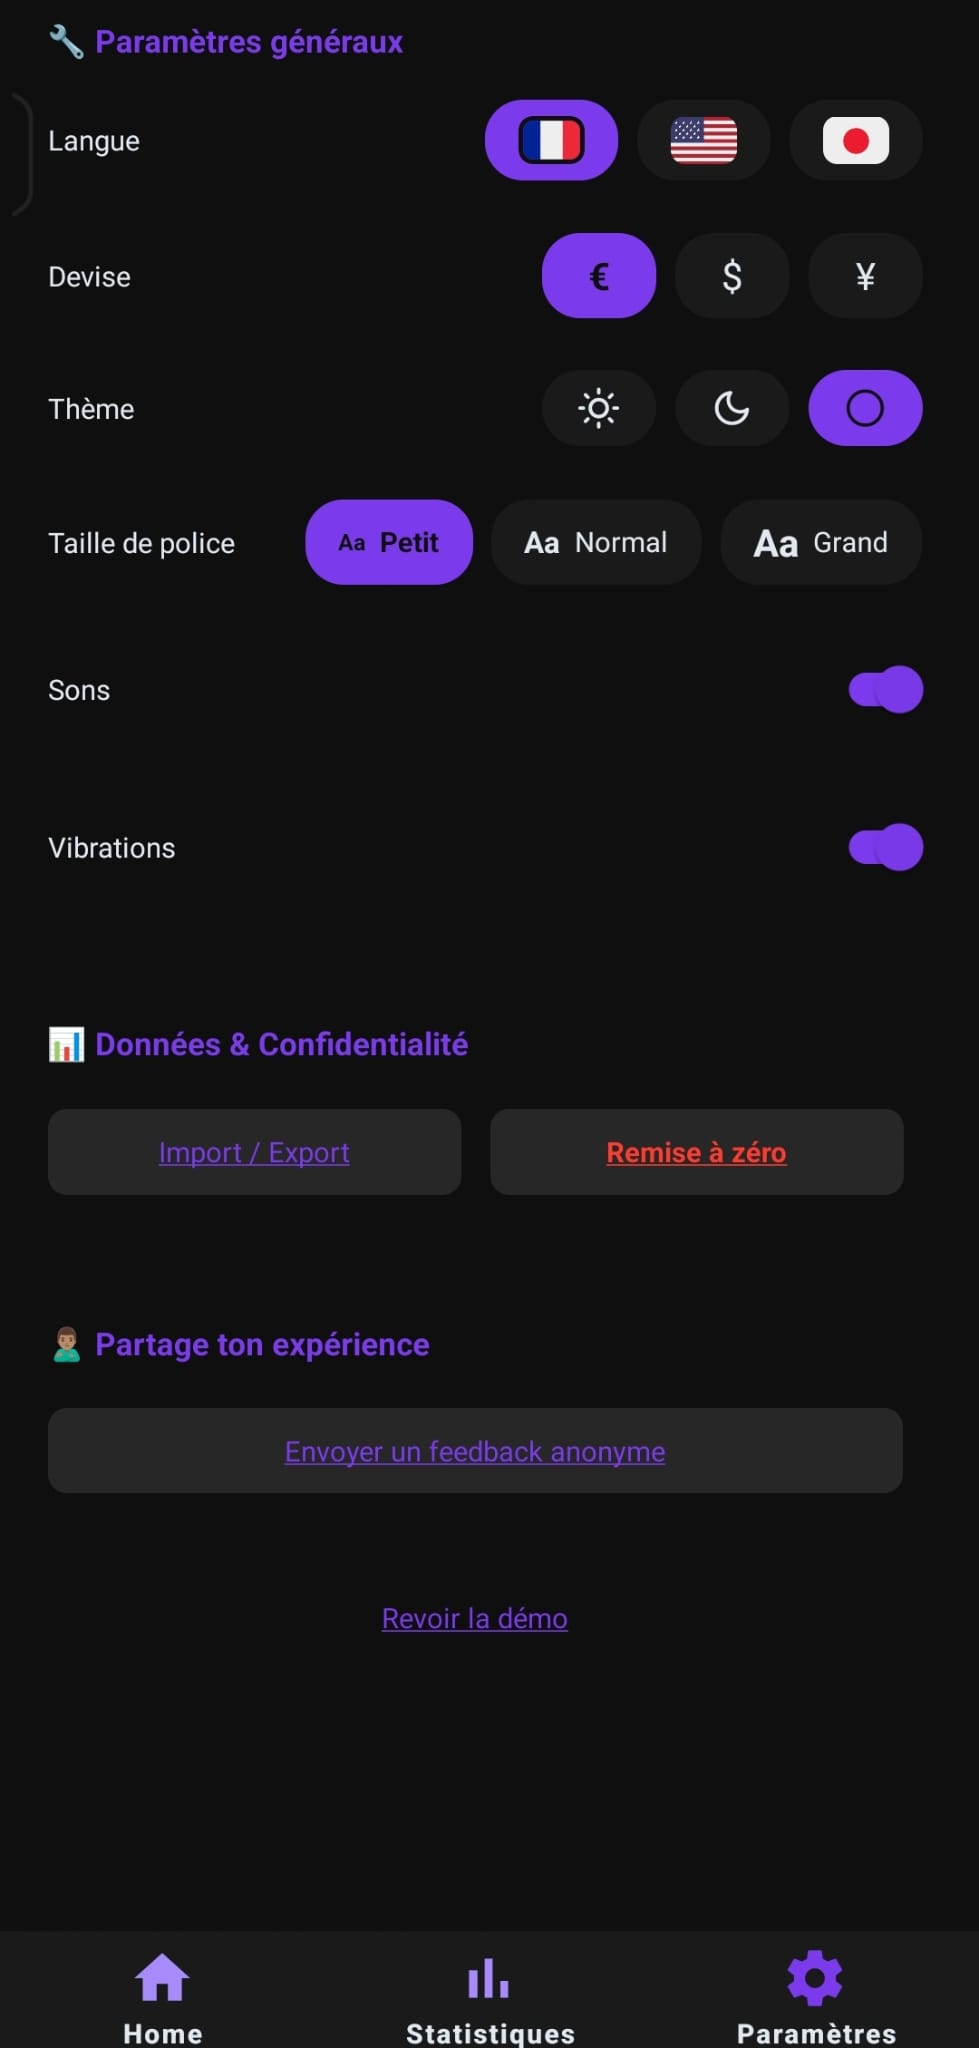 Paramètres généraux
Langue
Devise € $ ¥
Thème
Taille de police Aa Petit Aa Normal Aa Grand
Sons
Vibrations
Données & Confidentialité
Import / Export Remise à zéro
Partage ton expérience
Envoyer un feedback anonyme
Revoir la démo
Home Statistiques Paramètres